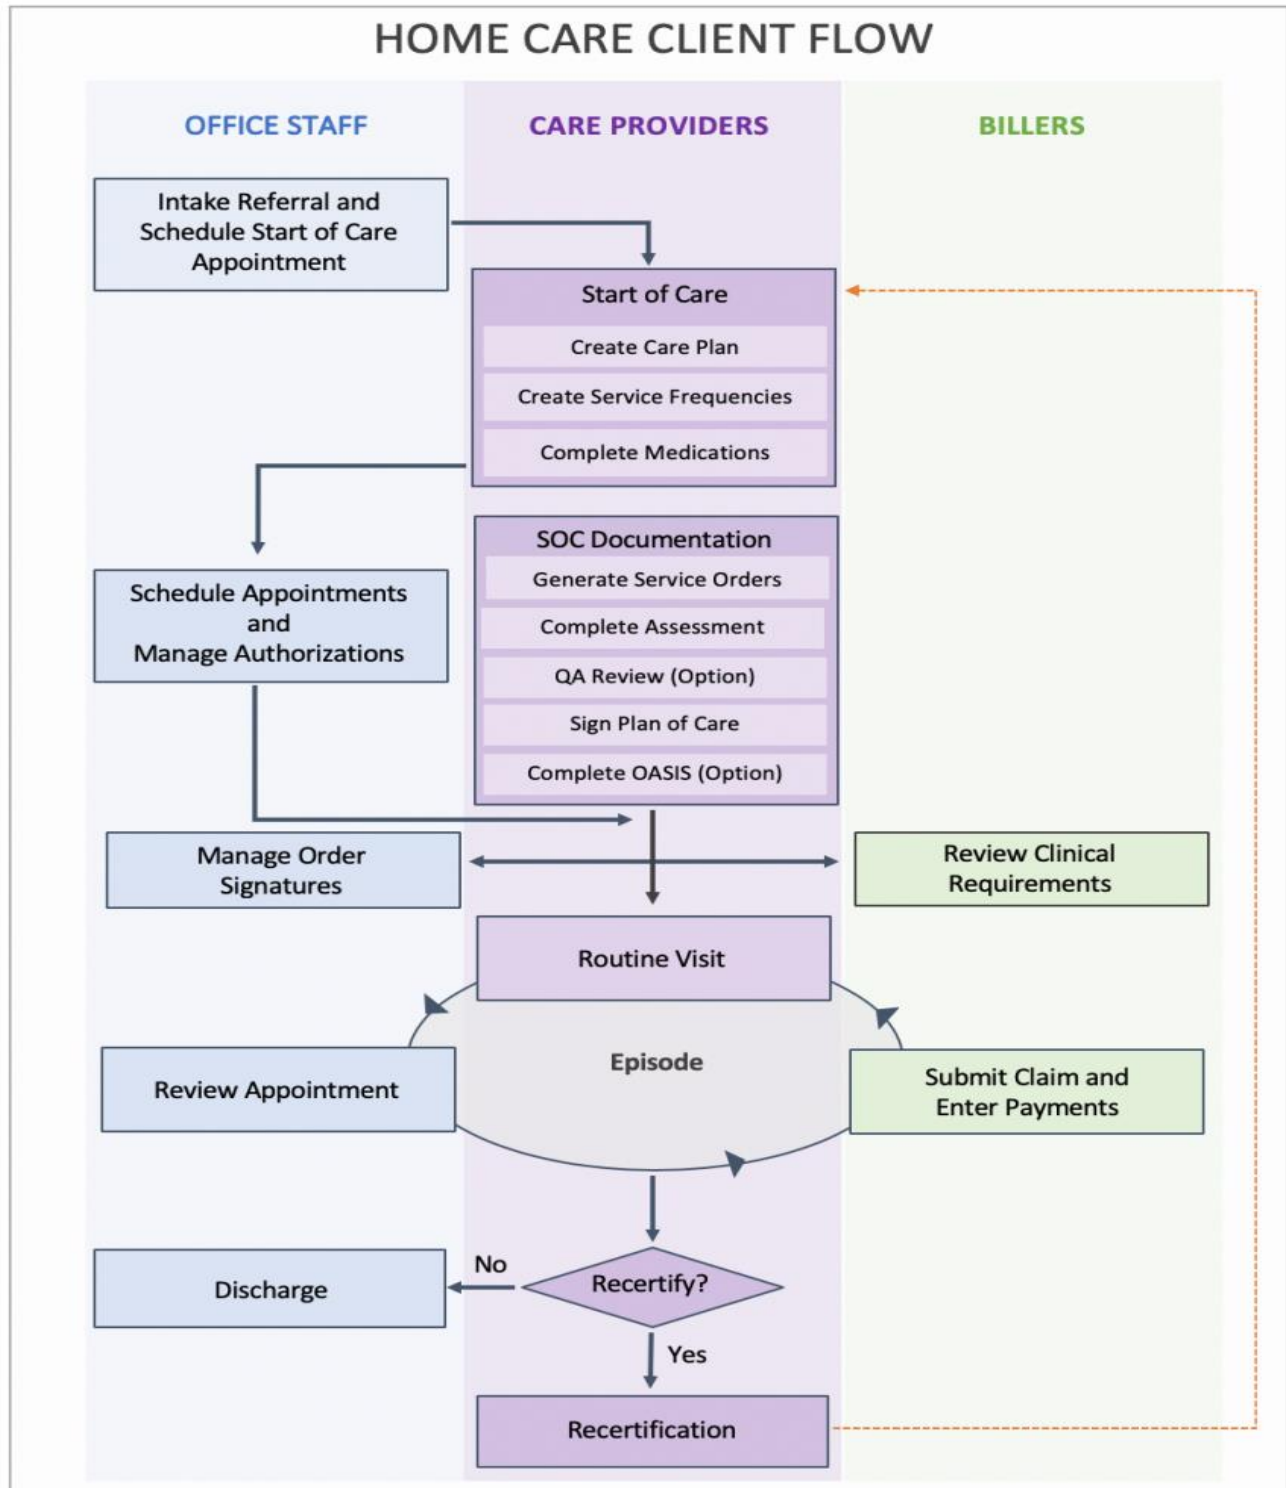 HOME CARE CLIENT FLOW
OFFICE STAFF
CARE PROVIDERS
BILLERS
Intake Referral and
Schedule Start of Care
Appointment
Start of Care
Create Care Plan
Create Service Frequencies
Complete Medications
SOC Documentation
Generate Service Orders
Complete Assessment
QA Review (Option)
Sign Plan of Care
Complete OASIS (Option)
Schedule Appointments
and
Manage Authorizations
Manage Order
Signatures
Review Clinical
Requirements
Routine Visit
Episode
Review Appointment
Submit Claim and
Enter Payments
Recertify?
No
Discharge
Yes
Recertification